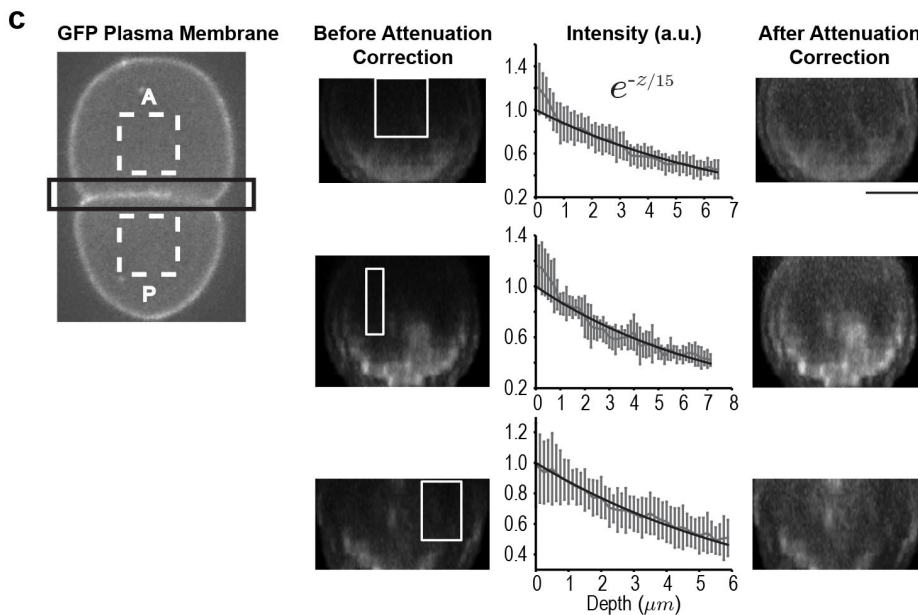 c
GFP Plasma Membrane
Before Attenuation
Correction
Intensity (a.u.)
After Attenuation
Correction
A
P
e^{-z/15}
1.4
1.0
0.6
0.2
0 1 2 3 4 5 6 7
1.4
1.0
0.6
0.2
0 1 2 3 4 5 6 7 8
1.2
1.0
0.8
0.6
0.4
0 1 2 3 4 5 6
Depth (μm)